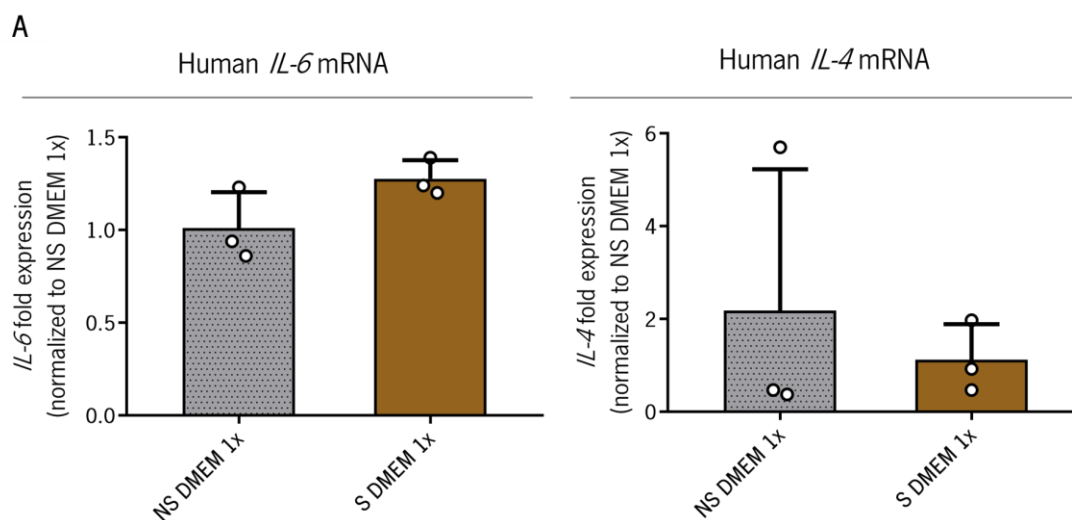 A
Human IL-6 mRNA
IL-6 fold expression
(normalized to NS DMEM 1x)
1.5
1.0
0.5
0.0
NS DMEM 1x
S DMEM 1x
Human IL-4 mRNA
IL-4 fold expression
(normalized to NS DMEM 1x)
6
4
2
0
NS DMEM 1x
S DMEM 1x